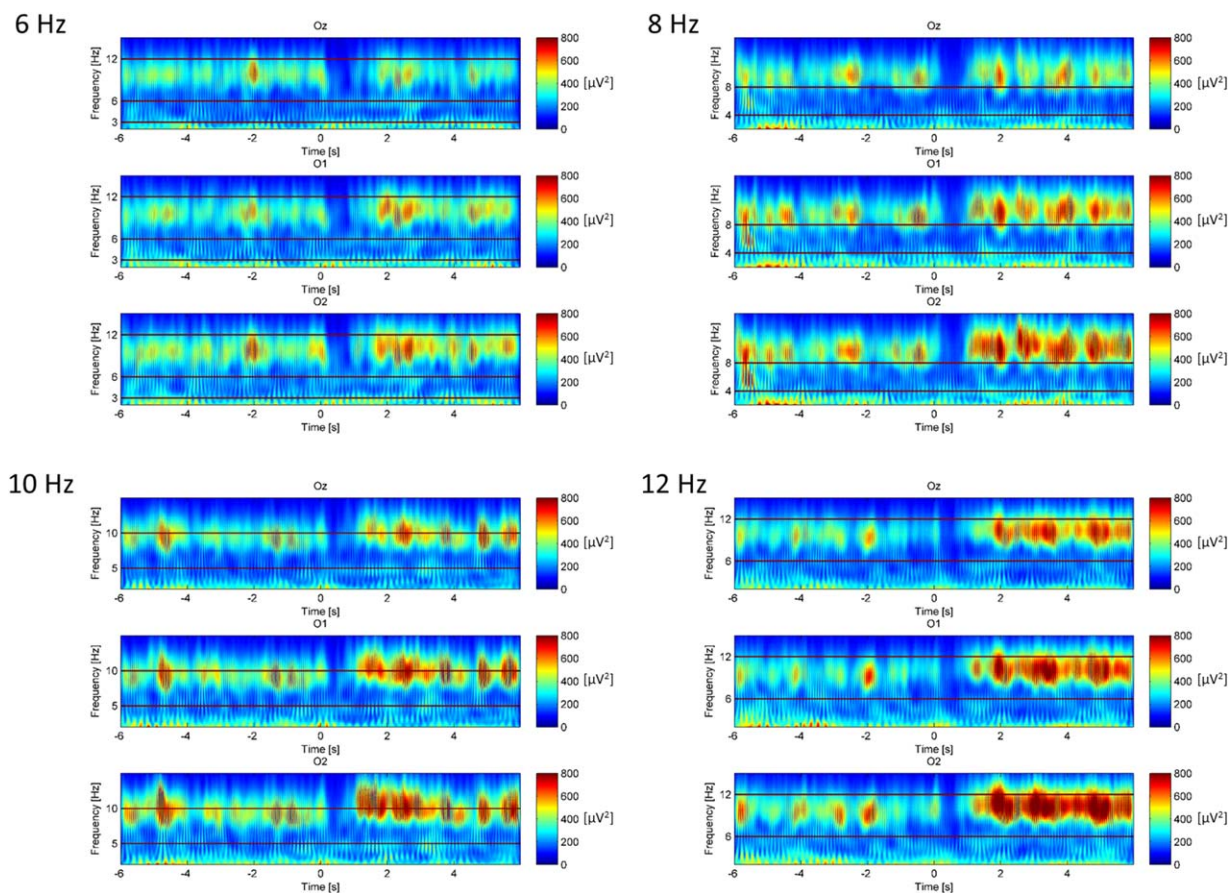 6 Hz
Oz
Frequency [Hz]
12
6
3
-6 -4 -2 0 2 4
Time [s]
800
600
400
200
0
[µV²]
O1
Frequency [Hz]
12
6
3
-6 -4 -2 0 2 4
Time [s]
800
600
400
200
0
[µV²]
O2
Frequency [Hz]
12
6
3
-6 -4 -2 0 2 4
Time [s]
800
600
400
200
0
[µV²]
8 Hz
Oz
Frequency [Hz]
8
4
-6 -4 -2 0 2 4
Time [s]
800
600
400
200
0
[µV²]
O1
Frequency [Hz]
8
4
-6 -4 -2 0 2 4
Time [s]
800
600
400
200
0
[µV²]
O2
Frequency [Hz]
8
4
-6 -4 -2 0 2 4
Time [s]
800
600
400
200
0
[µV²]
10 Hz
Oz
Frequency [Hz]
10
5
-6 -4 -2 0 2 4
Time [s]
800
600
400
200
0
[µV²]
O1
Frequency [Hz]
10
5
-6 -4 -2 0 2 4
Time [s]
800
600
400
200
0
[µV²]
O2
Frequency [Hz]
10
5
-6 -4 -2 0 2 4
Time [s]
800
600
400
200
0
[µV²]
12 Hz
Oz
Frequency [Hz]
12
6
-6 -4 -2 0 2 4
Time [s]
800
600
400
200
0
[µV²]
O1
Frequency [Hz]
12
6
-6 -4 -2 0 2 4
Time [s]
800
600
400
200
0
[µV²]
O2
Frequency [Hz]
12
6
-6 -4 -2 0 2 4
Time [s]
800
600
400
200
0
[µV²]